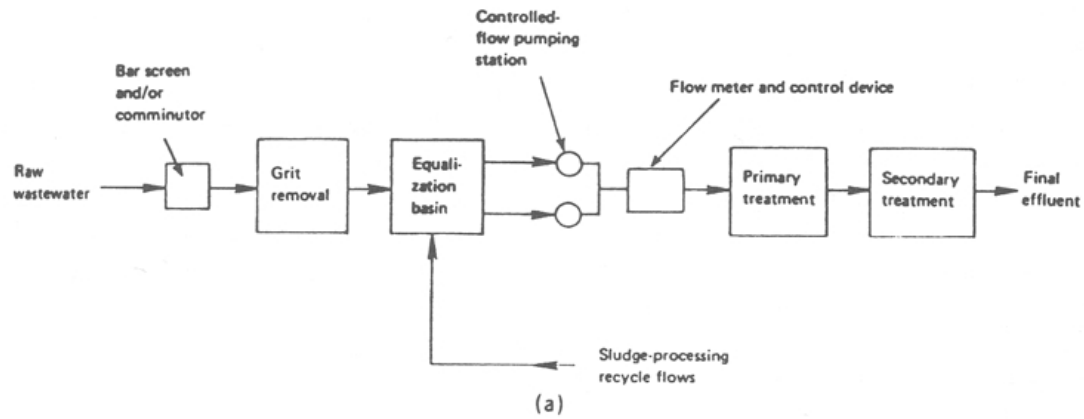 Controlled-
flow pumping
station
Bar screen
and/or
comminutor
Flow meter and control device
Raw
wastewater
Grit
removal
Equali-
zation
basin
Primary
treatment
Secondary
treatment
Final
effluent
Sludge-processing
recycle flows
(a)